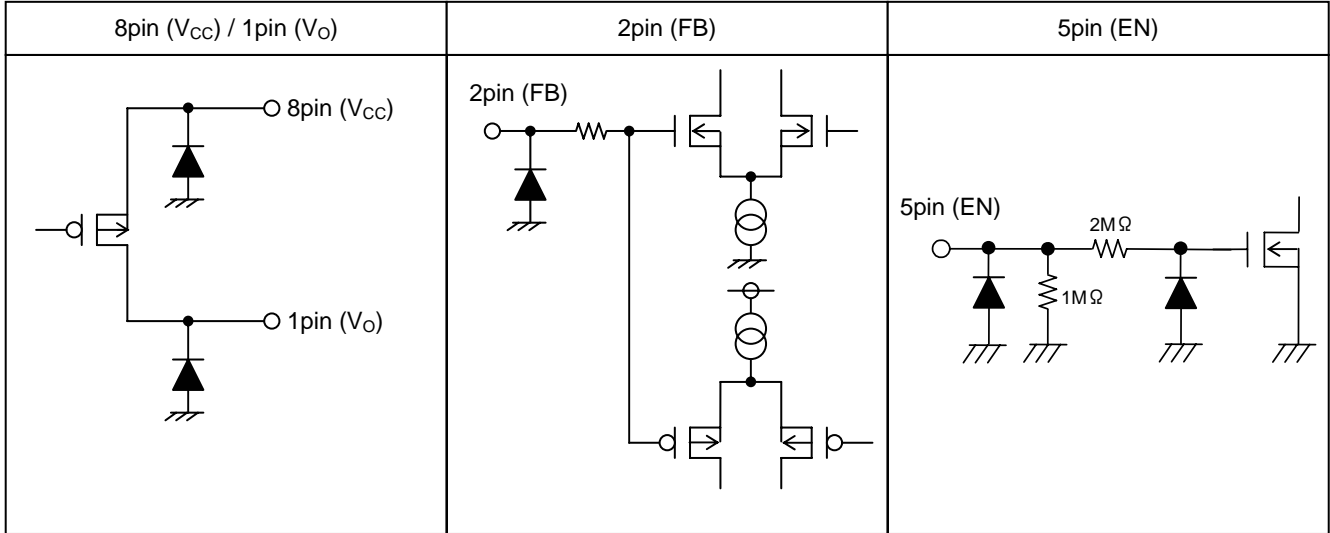 8pin (VCC) / 1pin (VO)
2pin (FB)
5pin (EN)
8pin (VCC)
1pin (VO)
2pin (FB)
5pin (EN)
2MΩ
1MΩ